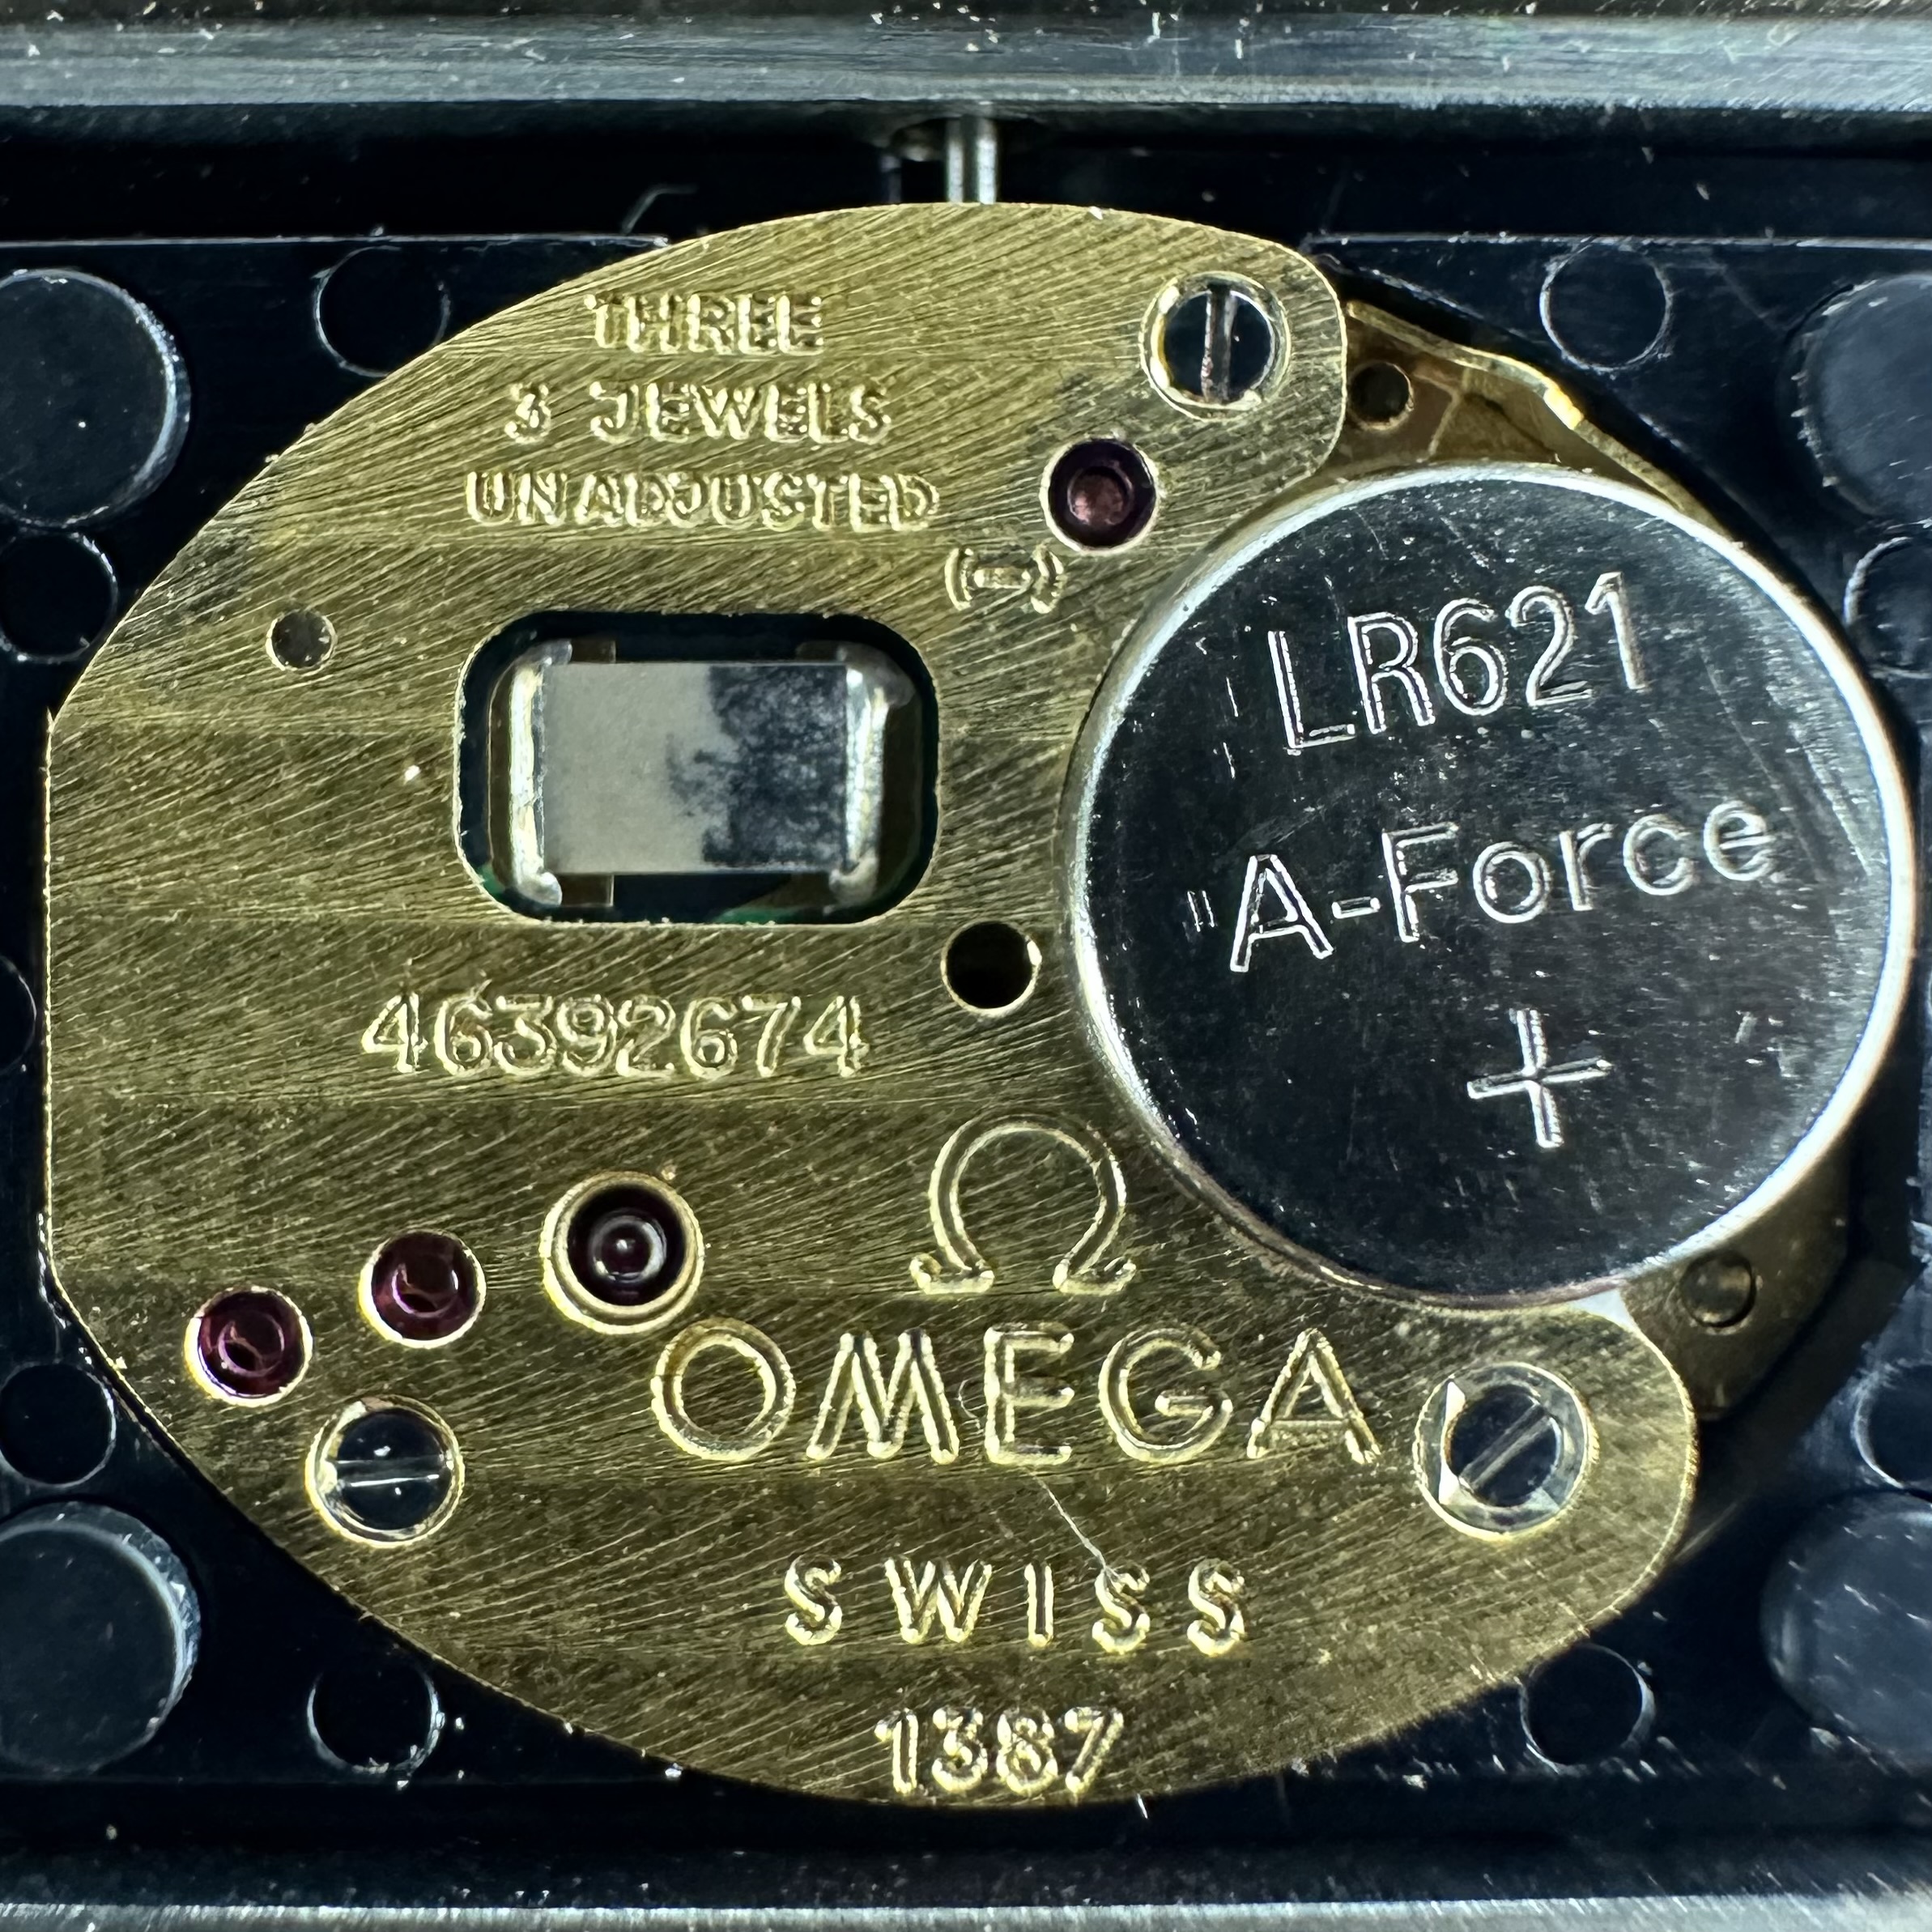 THREE
3 JEWELS
UNADJUSTED
(-)
LR621
A-Force
+
46392674
Ω
OMEGA
SWISS
1387